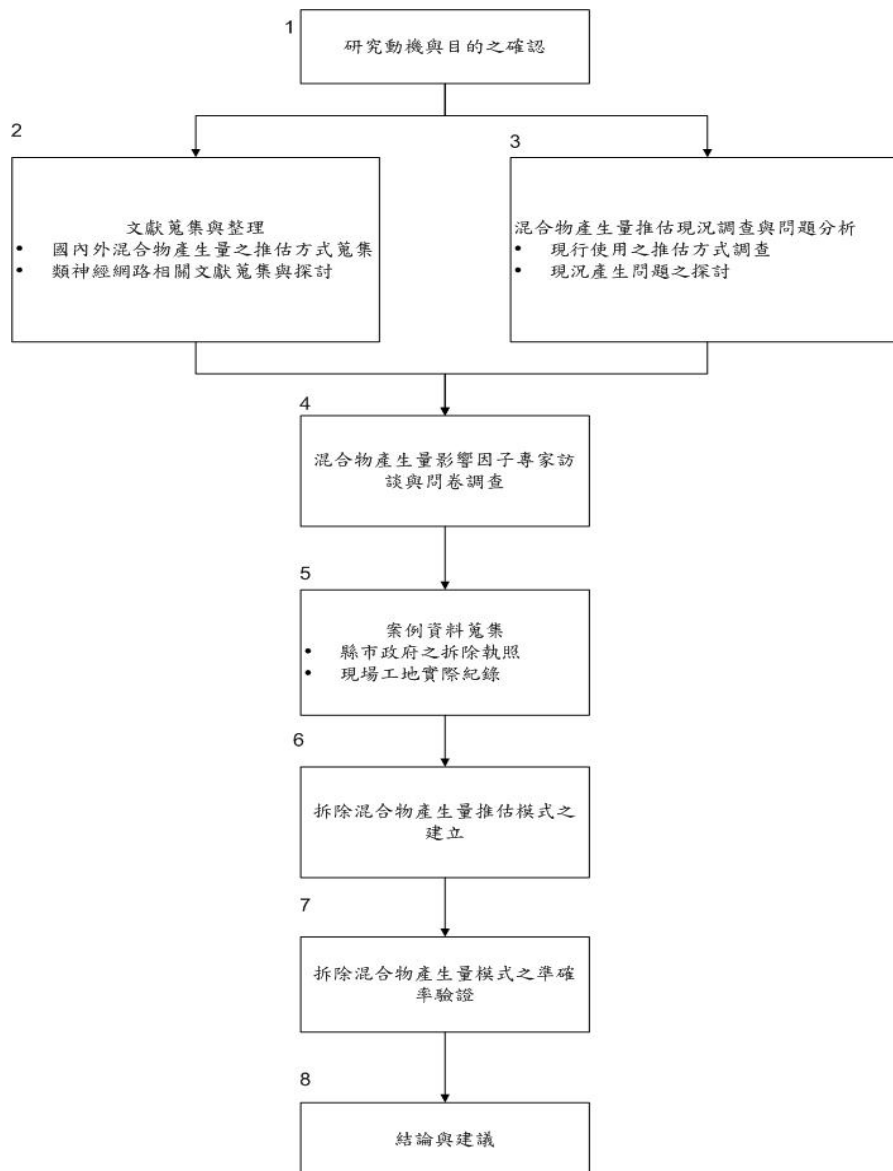 1
研究動機與目的之確認
2
文獻蒐集與整理
• 國內外混合物產生量之推估方式蒐集
• 類神經網路相關文獻蒐集與探討
3
混合物產生量推估現況調查與問題分析
• 現行使用之推估方式調查
• 現況產生問題之探討
4
混合物產生量影響因子專家訪
談與問卷調查
5
案例資料蒐集
• 縣市政府之拆除執照
• 現場工地實際紀錄
6
拆除混合物產生量推估模式之
建立
7
拆除混合物產生量模式之準確
率驗證
8
結論與建議